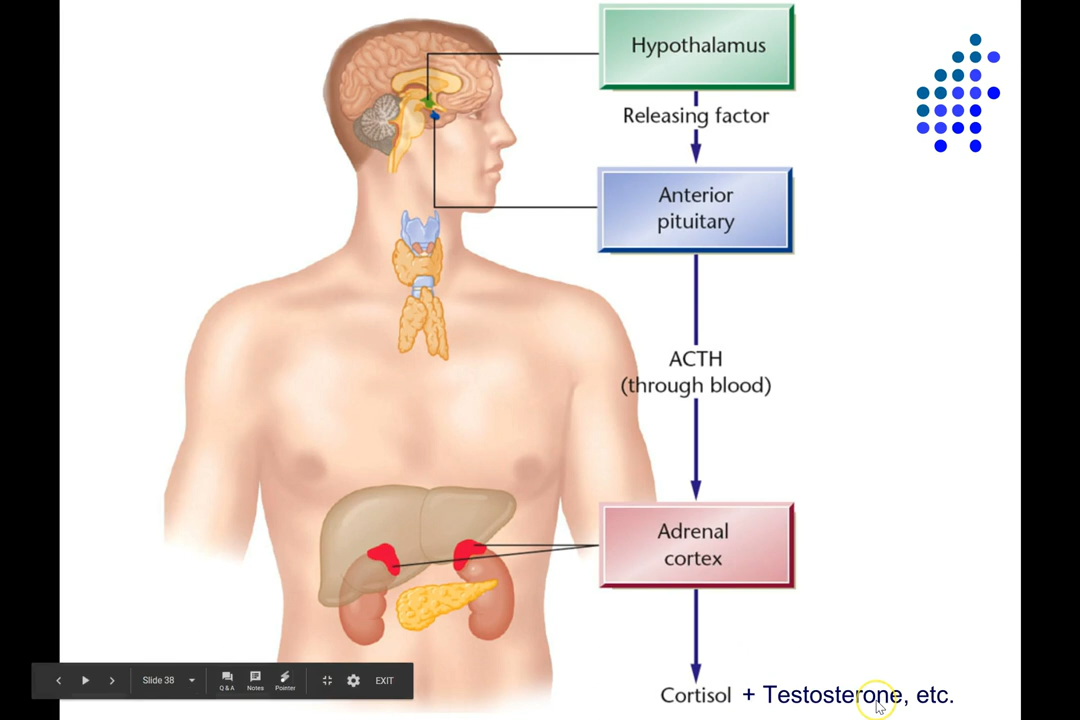 Hypothalamus
Releasing factor
Anterior
pituitary
ACTH
(through blood)
Adrenal
cortex
Cortisol + Testosterone, etc.
Slide 38
Q & A
Notes
Pointer
EXIT